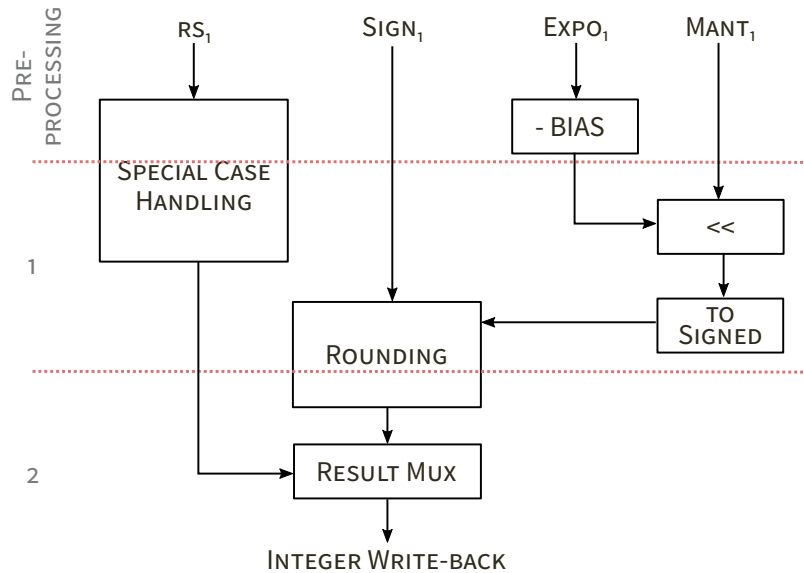 PRE-
PROCESSING
RS₁
SIGN₁
EXPO₁
MANT₁
- BIAS
SPECIAL CASE
HANDLING
<<
1
TO
SIGNED
ROUNDING
2
RESULT MUX
INTEGER WRITE-BACK